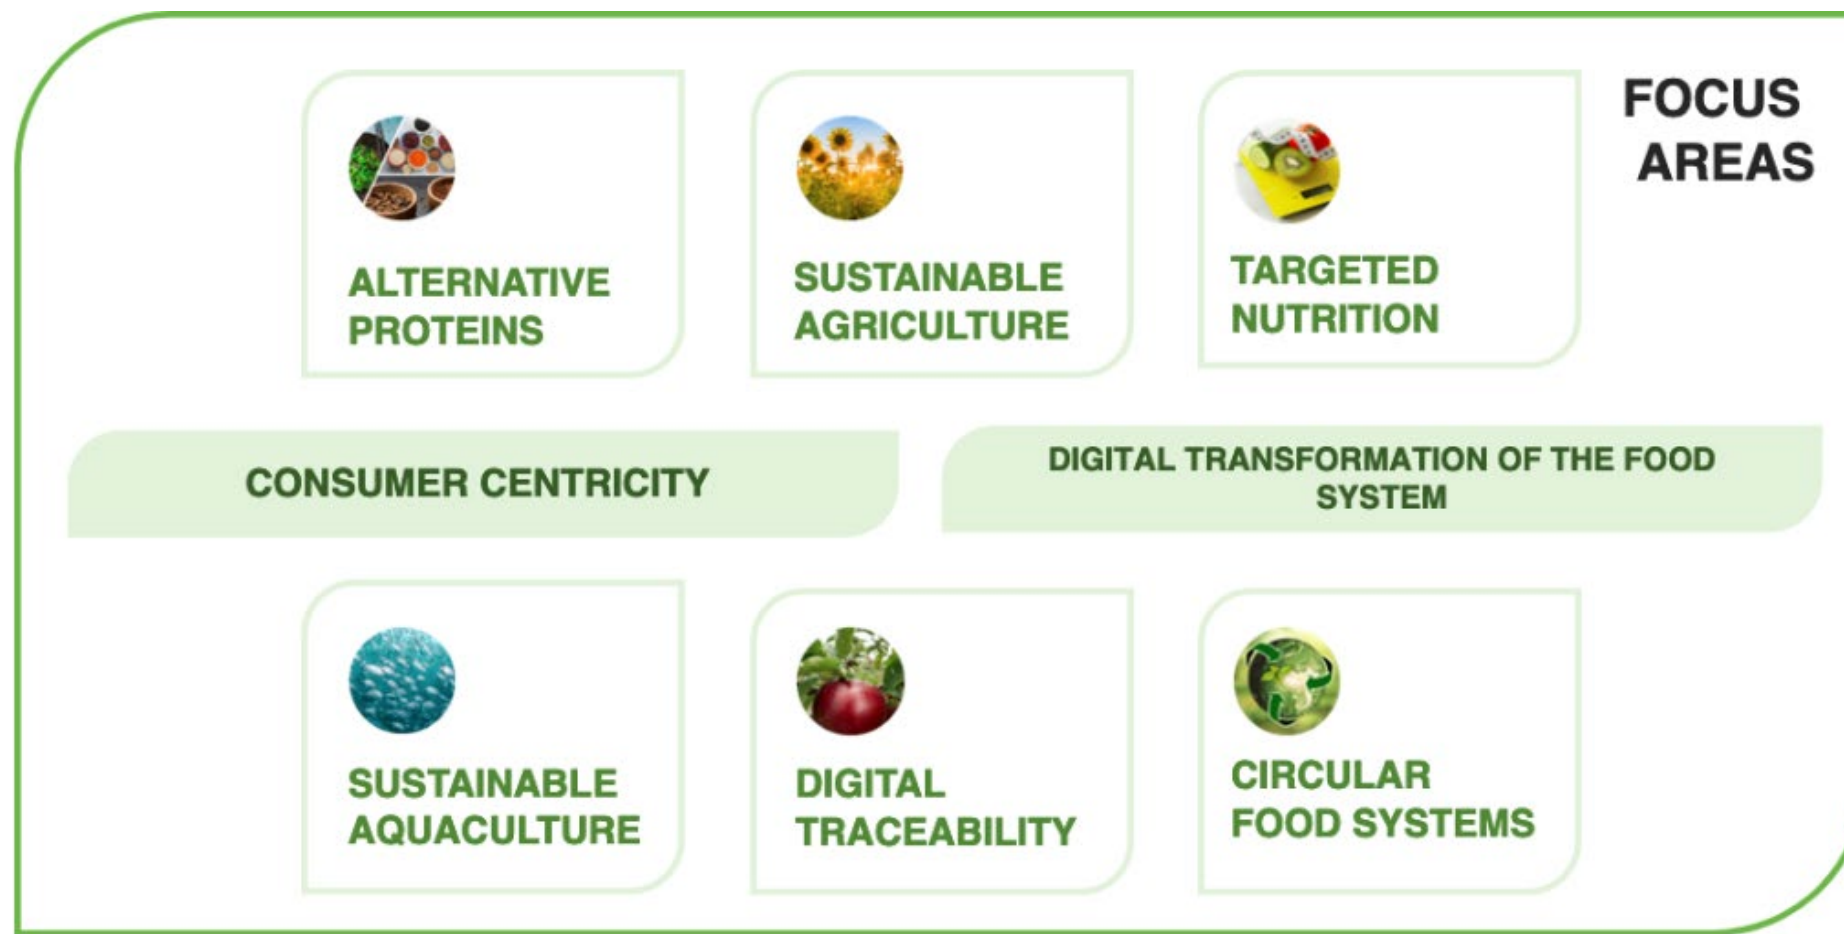 FOCUS
AREAS
ALTERNATIVE
PROTEINS
SUSTAINABLE
AGRICULTURE
TARGETED
NUTRITION
CONSUMER CENTRICITY
DIGITAL TRANSFORMATION OF THE FOOD
SYSTEM
SUSTAINABLE
AQUACULTURE
DIGITAL
TRACEABILITY
CIRCULAR
FOOD SYSTEMS